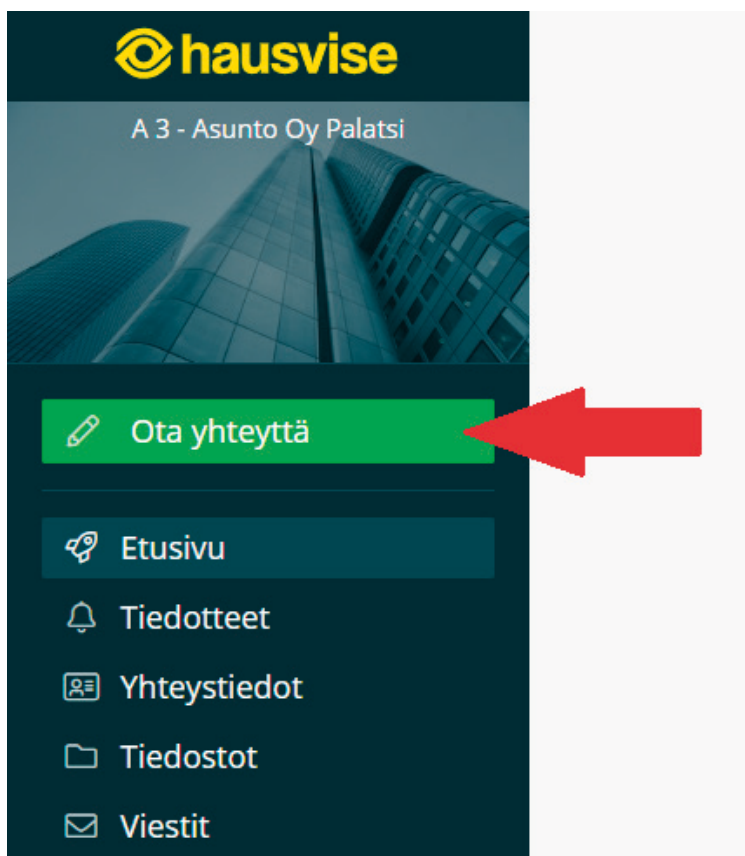 hausvise
A 3 - Asunto Oy Palatsi
Ota yhteyttä
Etusivu
Tiedotteet
Yhteystiedot
Tiedostot
Viestit